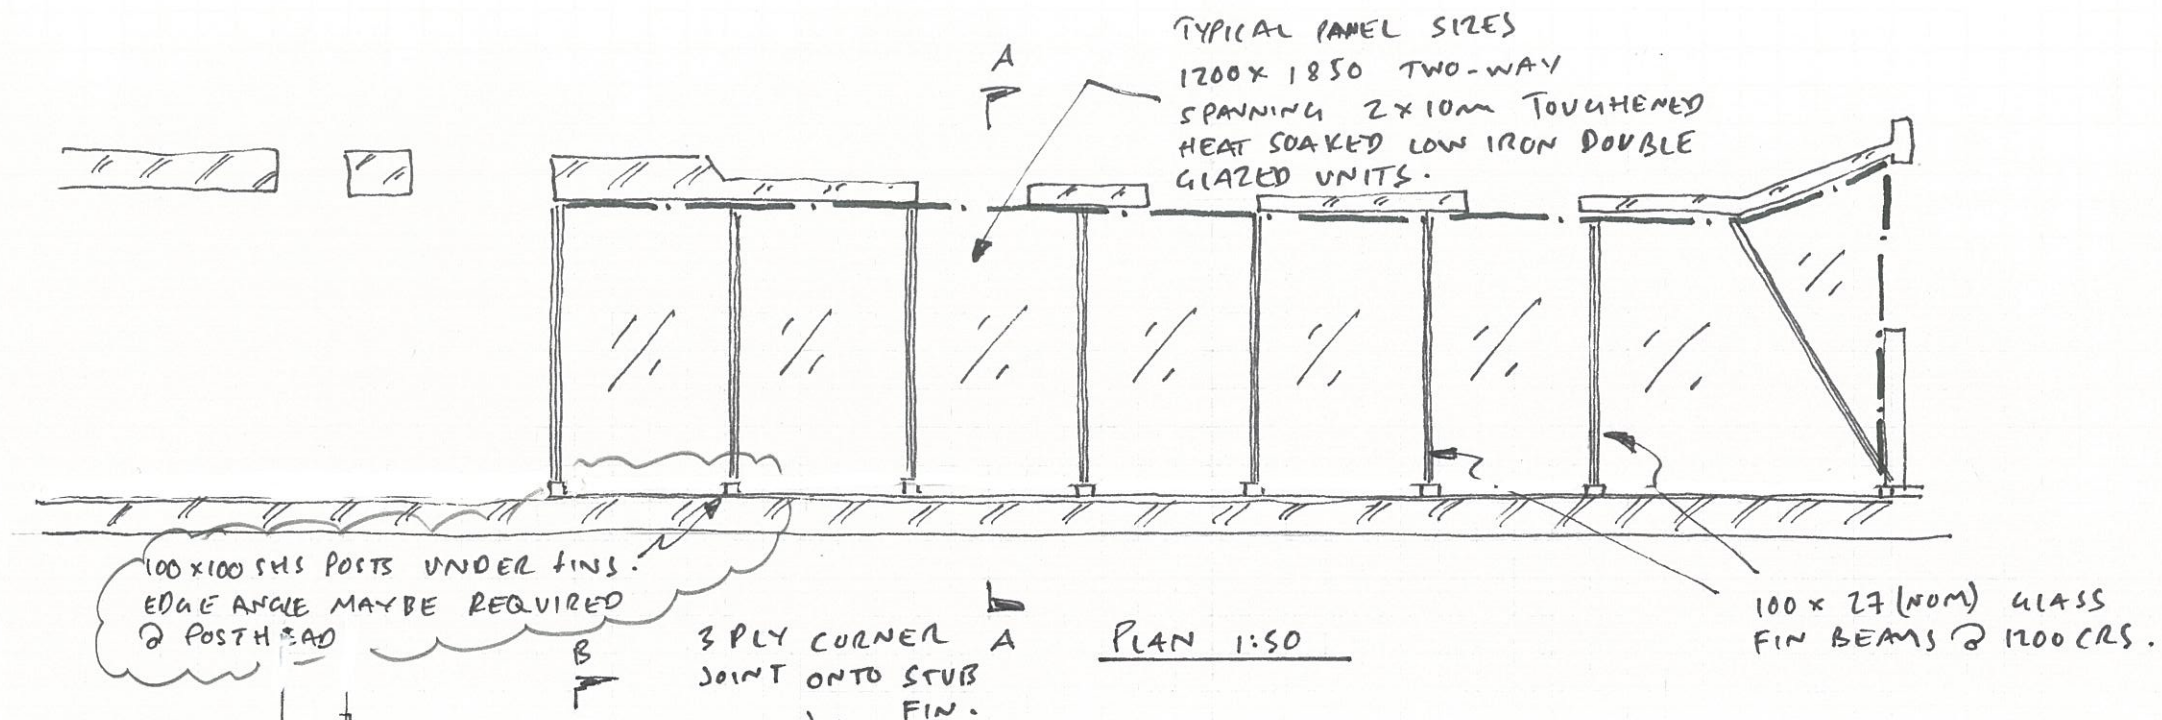 A
TYPICAL PANEL SIZES
1200 x 1850 TWO-WAY
SPANNING 2 x 10mm TOUGHENED
HEAT SOAKED LOW IRON DOUBLE
GLAZED UNITS.
100 x 100 SHS POSTS UNDER FINS.
EDGE ANGLE MAYBE REQUIRED
@ POSTHEAD
B
3 PLY CORNER
JOINT ONTO STUB
FIN.
A
PLAN 1:50
100 x 27 (NOM) GLASS
FIN BEAMS @ 1200 CRS.